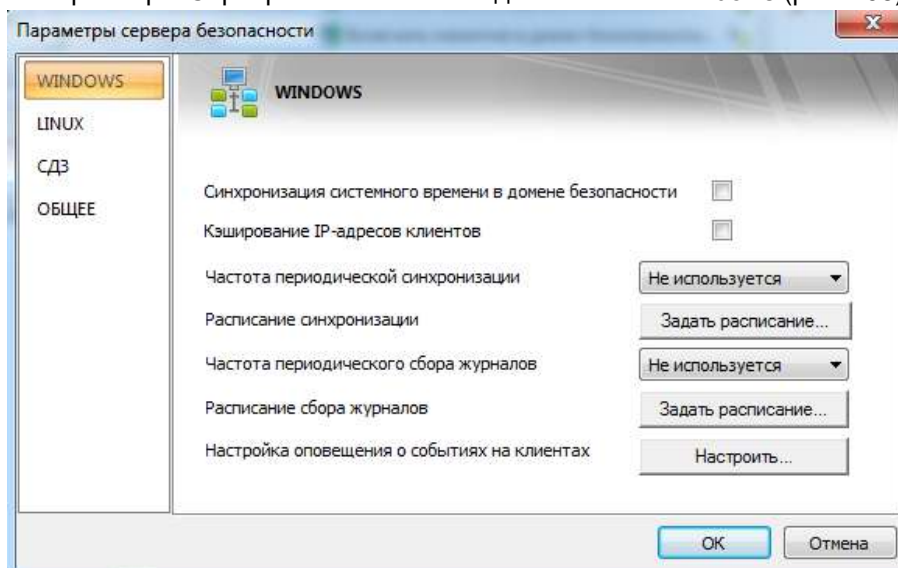 Параметры сервера безопасности
WINDOWS
LINUX
СДЗ
ОБЩЕЕ
WINDOWS
Синхронизация системного времени в домене безопасности
Кэширование IP-адресов клиентов
Частота периодической синхронизации
Не используется
Расписание синхронизации
Задать расписание...
Частота периодического сбора журналов
Не используется
Расписание сбора журналов
Задать расписание...
Настройка оповещения о событиях на клиентах
Настроить...
ОК
Отмена